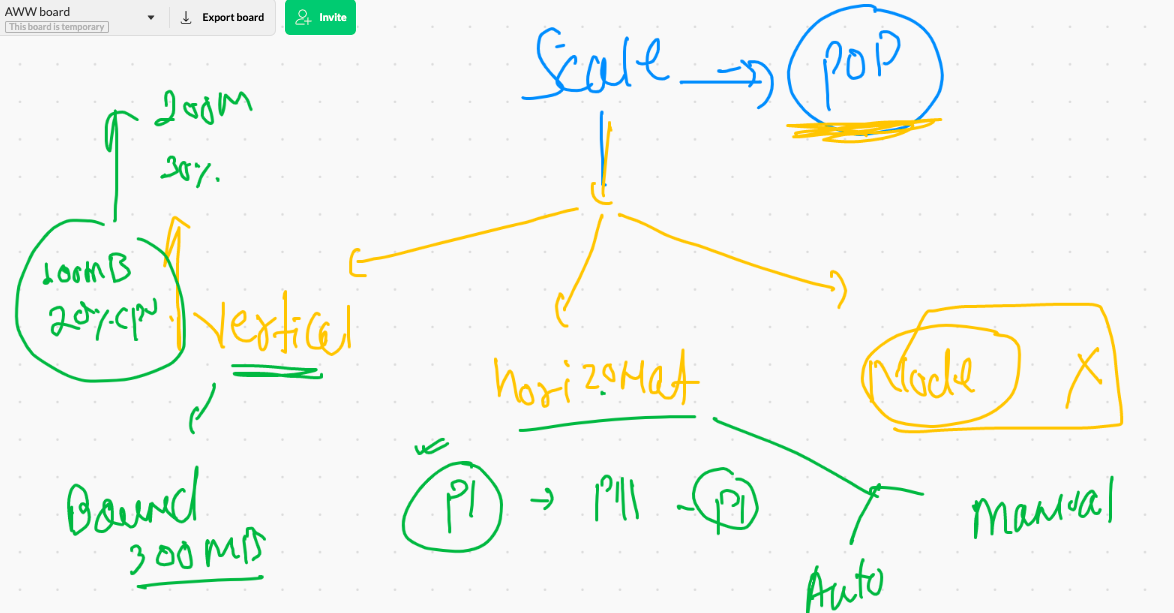 AWW board
This board is temporary
Export board
Invite
Scale → POP
200M
30%
100MB
20% CPU
Vertical
horizontal
Node X
P1 → P111 - P1
Bound
300MB
Manual
Auto